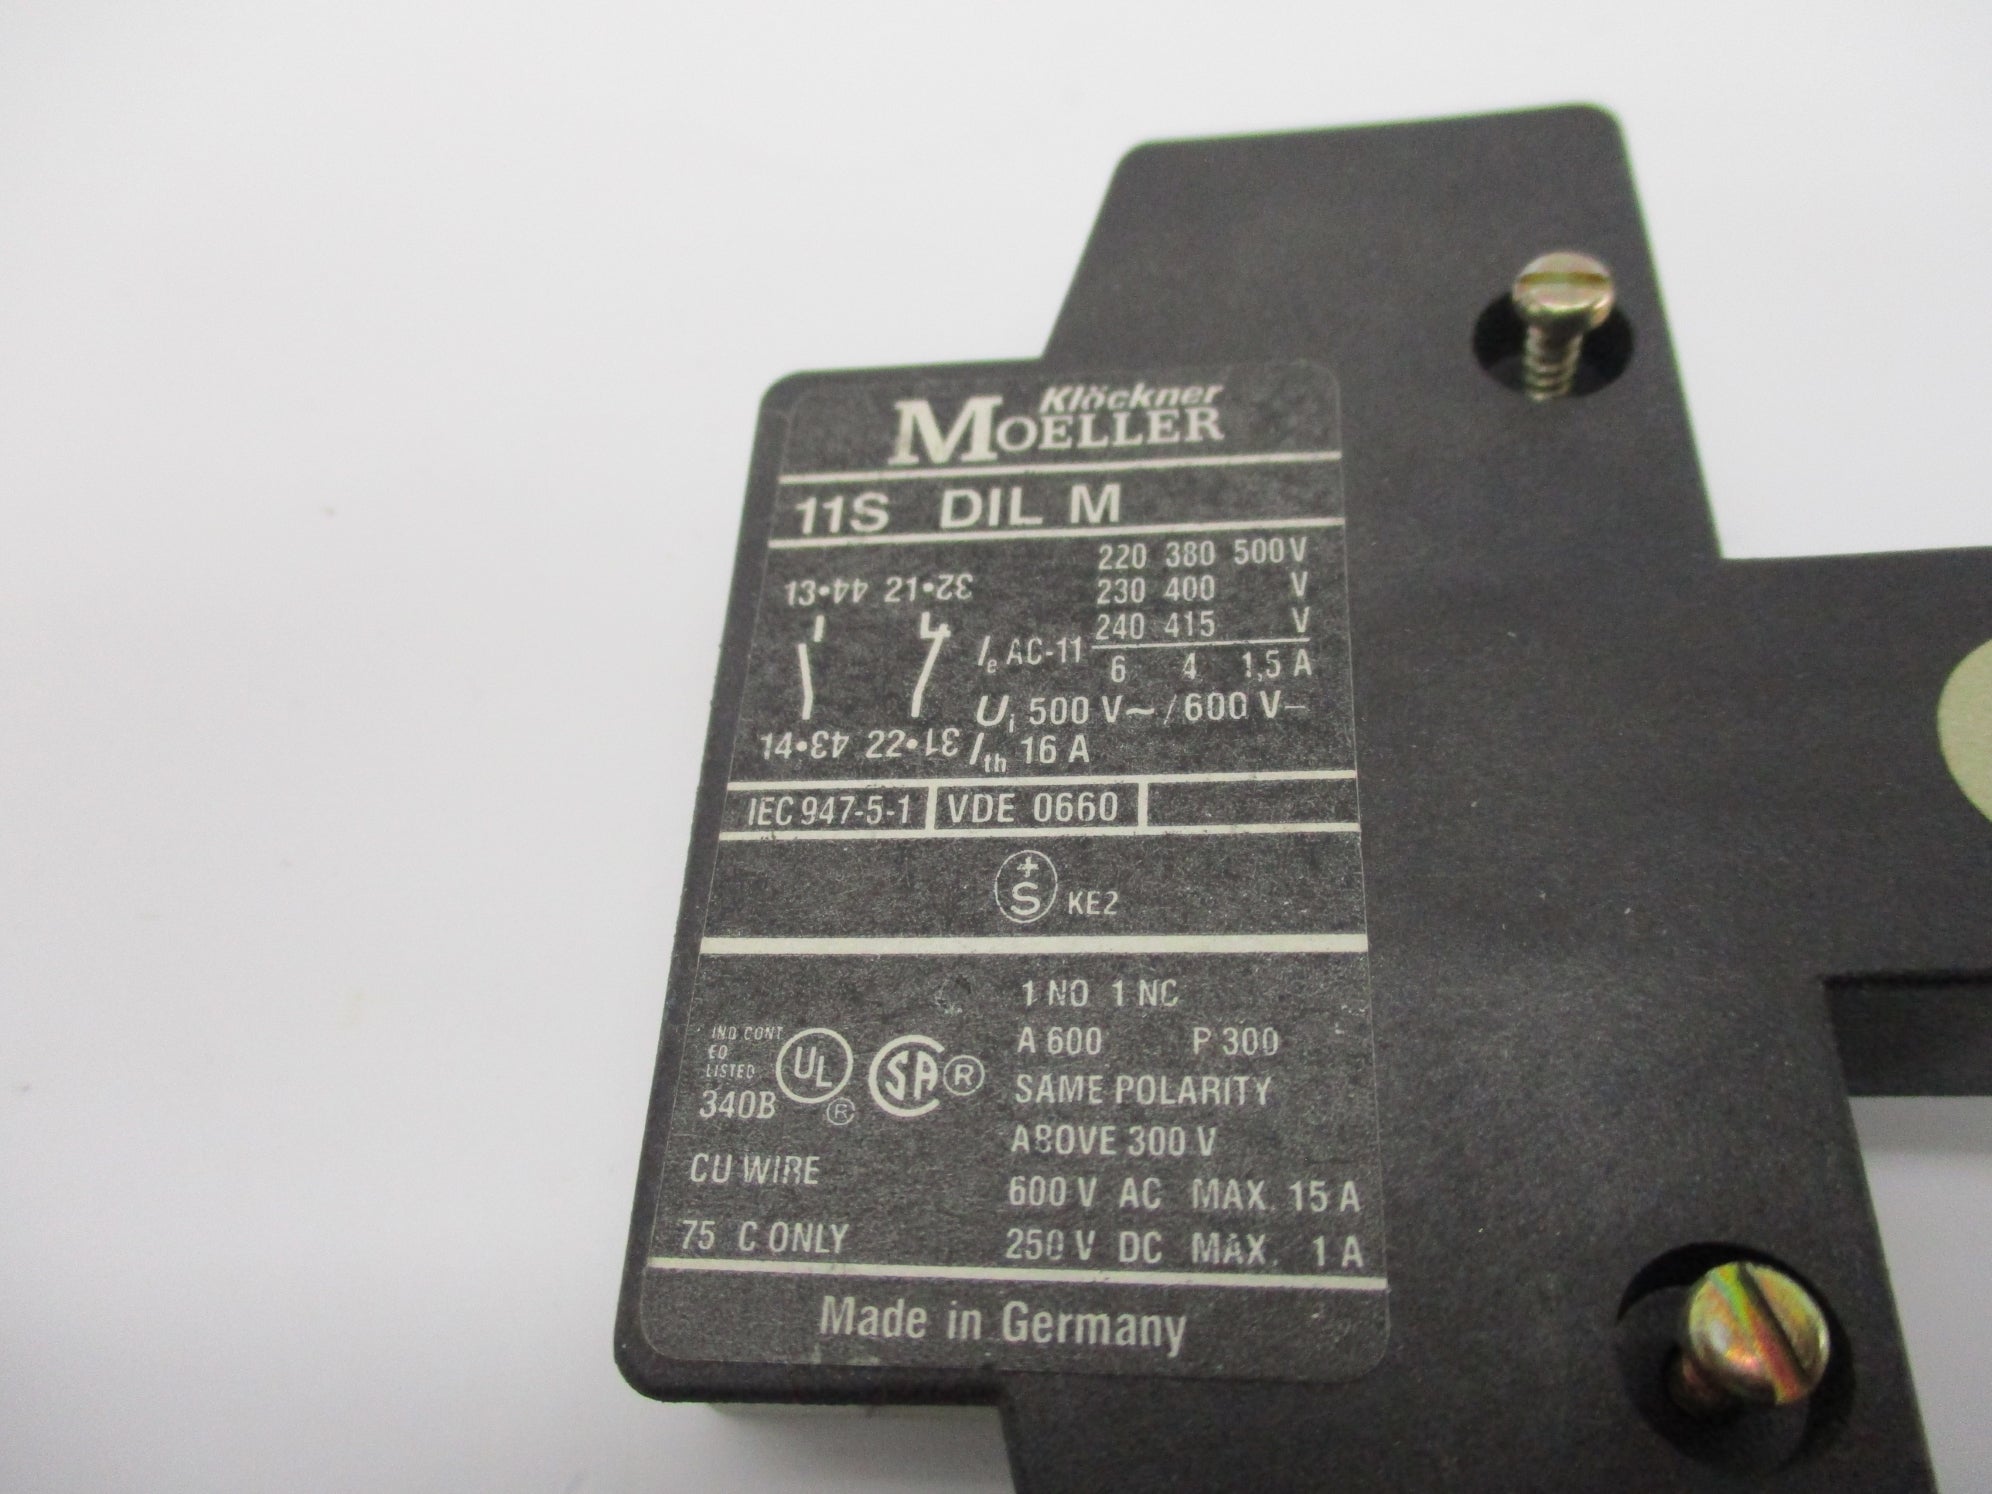 Klöckner
MOELLER
11S DIL M
13•44 21•32
220 380 500 V
230 400 V
240 415 V
Ie AC-11
6 4 1,5 A
Ui 500 V~ / 600 V–
14•43 22•31 Ith 16 A
IEC 947-5-1 VDE 0660
+
S KE2
1 NO 1 NC
IND CONT
EQ
LISTED
340B
UL ®
SA ®
A 600 P 300
SAME POLARITY
ABOVE 300 V
CU WIRE
600 V AC MAX. 15 A
75 C ONLY
250 V DC MAX. 1 A
Made in Germany